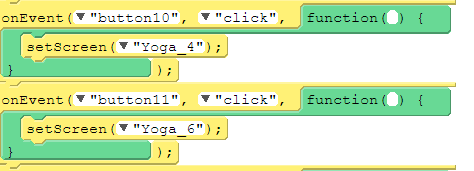 onEvent(▼"button10", ▼"click", function( ) {
setScreen(▼"Yoga_4");
} );
onEvent(▼"button11", ▼"click", function( ) {
setScreen(▼"Yoga_6");
} );